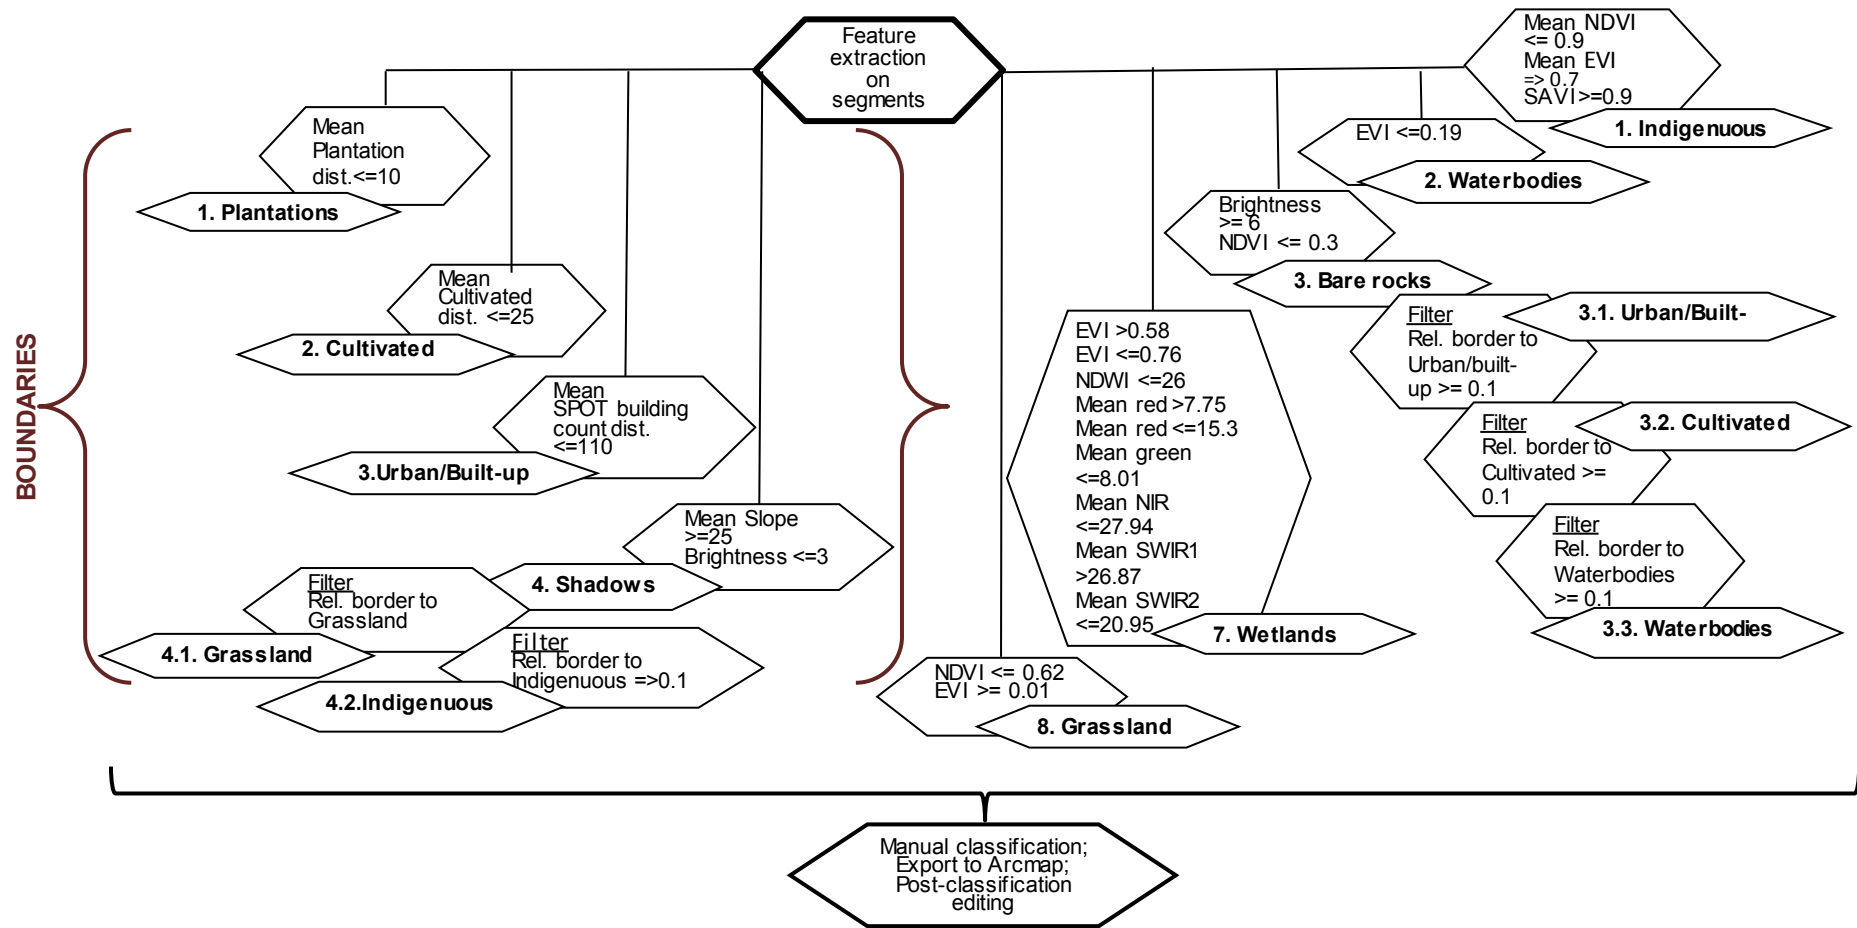 Feature
extraction
on
segments
BOUNDARIES
Mean
Plantation
dist.<=10
1. Plantations
Mean
Cultivated
dist. <=25
2. Cultivated
Mean
SPOT building
count dist.
<=110
3.Urban/Built-up
Mean Slope
>=25
Brightness <=3
4. Shadows
Filter
Rel. border to
Grassland
4.1. Grassland
Filter
Rel. border to
Indigenuous =>0.1
4.2.Indigenuous
Mean NDVI
<= 0.9
Mean EVI
=> 0.7
SAVI>=0.9
1. Indigenuous
EVI <=0.19
2. Waterbodies
Brightness
>= 6
NDVI <= 0.3
3. Bare rocks
Filter
Rel. border to
Urban/built-
up >= 0.1
3.1. Urban/Built-
Filter
Rel. border to
Cultivated >=
0.1
3.2. Cultivated
Filter
Rel. border to
Waterbodies
>= 0.1
3.3. Waterbodies
EVI >0.58
EVI <=0.76
NDWI <=26
Mean red >7.75
Mean red <=15.3
Mean green
<=8.01
Mean NIR
<=27.94
Mean SWIR1
>26.87
Mean SWIR2
<=20.95
7. Wetlands
NDVI <= 0.62
EVI >= 0.01
8. Grassland
Manual classification;
Export to Arcmap;
Post-classification
editing